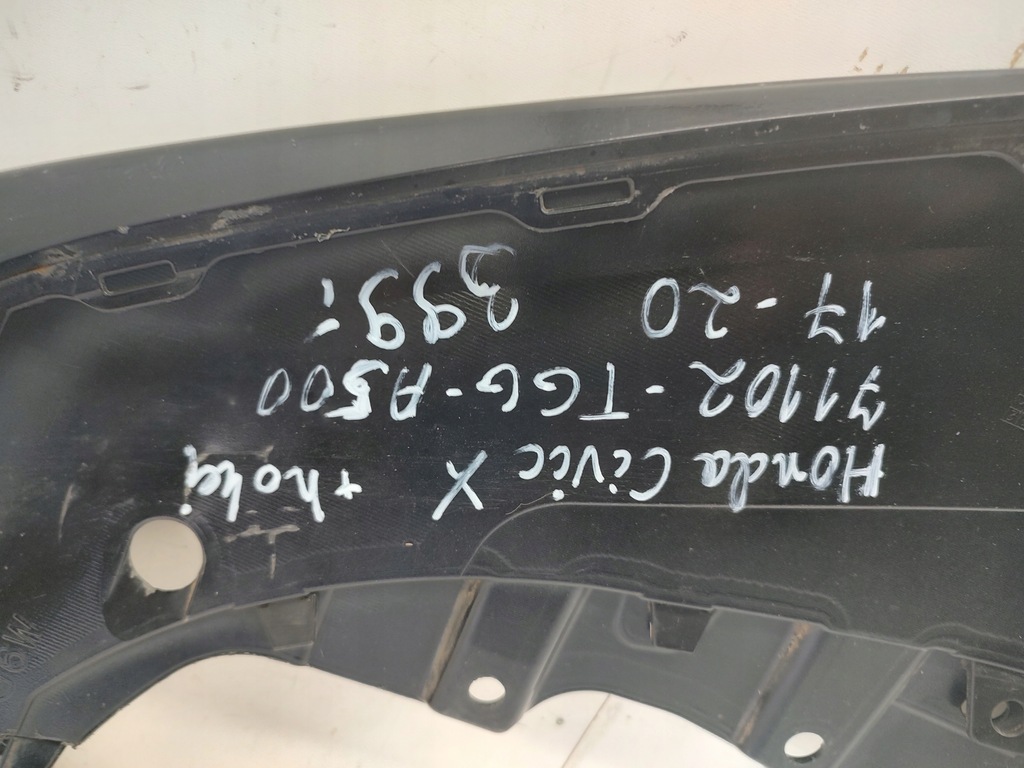 Honda Civic X +
71102-TGG-A500
17-20 399,-